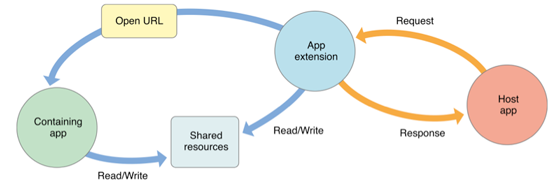 Open URL
App
extension
Request
Host
app
Response
Containing
app
Shared
resources
Read/Write
Read/Write